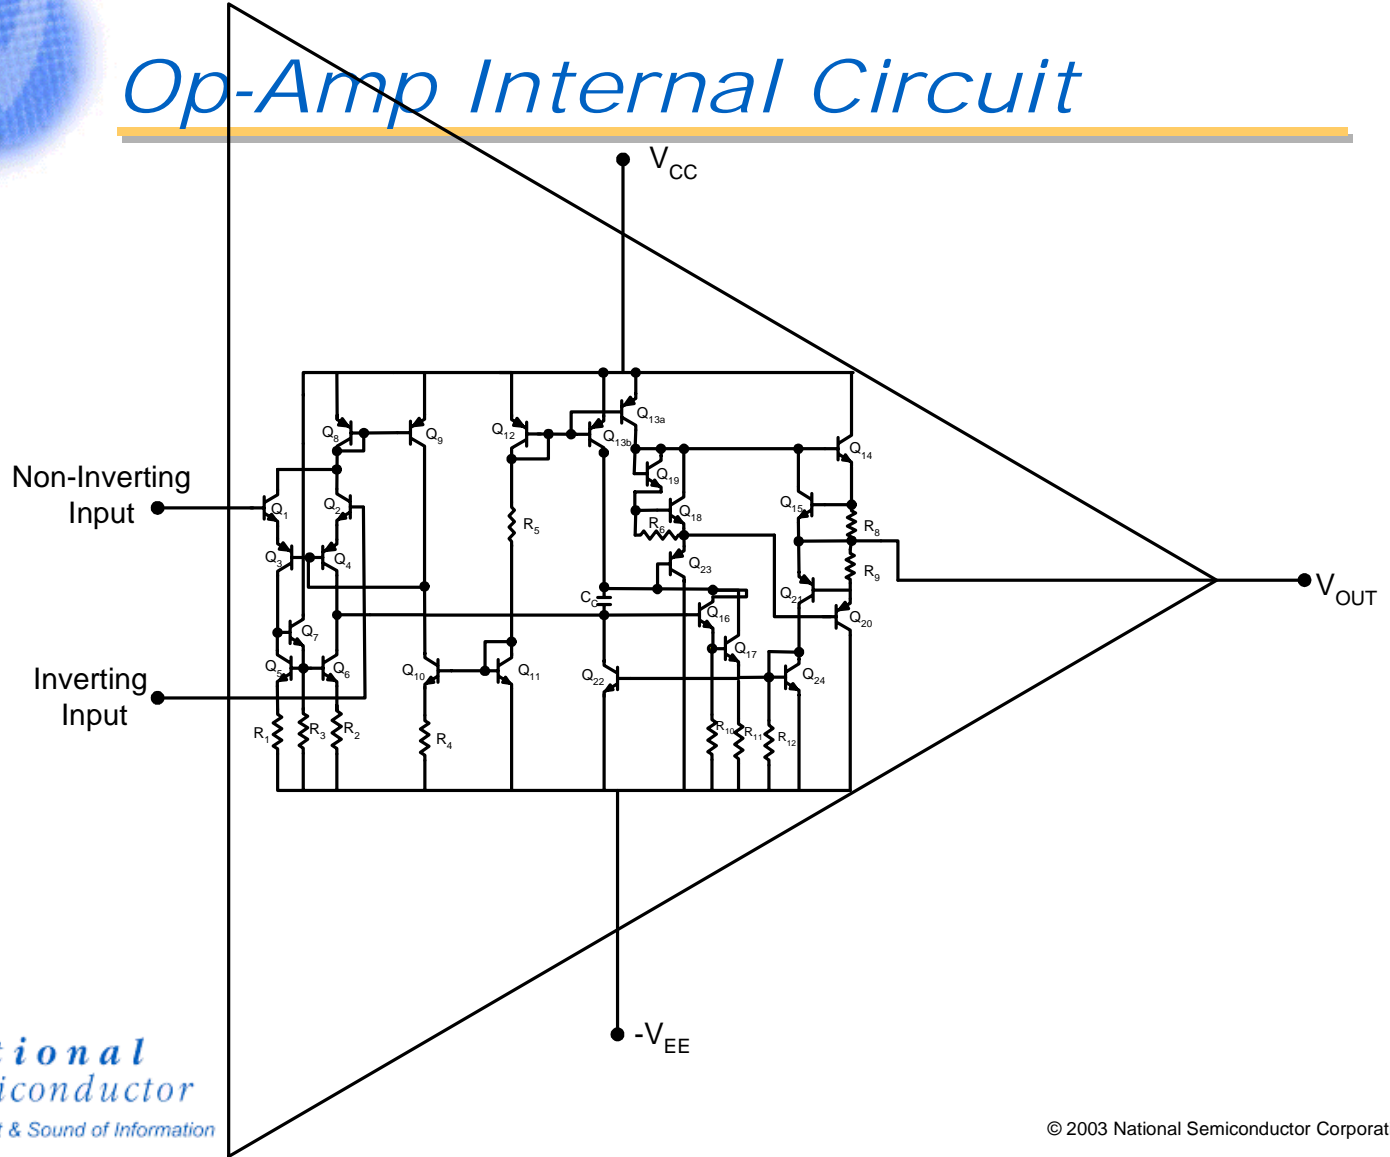 Op-Amp Internal Circuit
VCC
Q13a
Q8
Q9
Q12
Q13b
Q14
Non-Inverting
Input
Q19
Q1
Q2
Q15
Q18
R5
R6
R8
Q3
Q4
Q23
R9
Q21
VOUT
CC
Q16
Q20
Q7
Q17
Inverting
Input
Q5
Q6
Q10
Q11
Q22
Q24
R1
R3
R2
R4
R10
R11
R12
-VEE
tional
iconductor
t & Sound of Information
© 2003 National Semiconductor Corporat